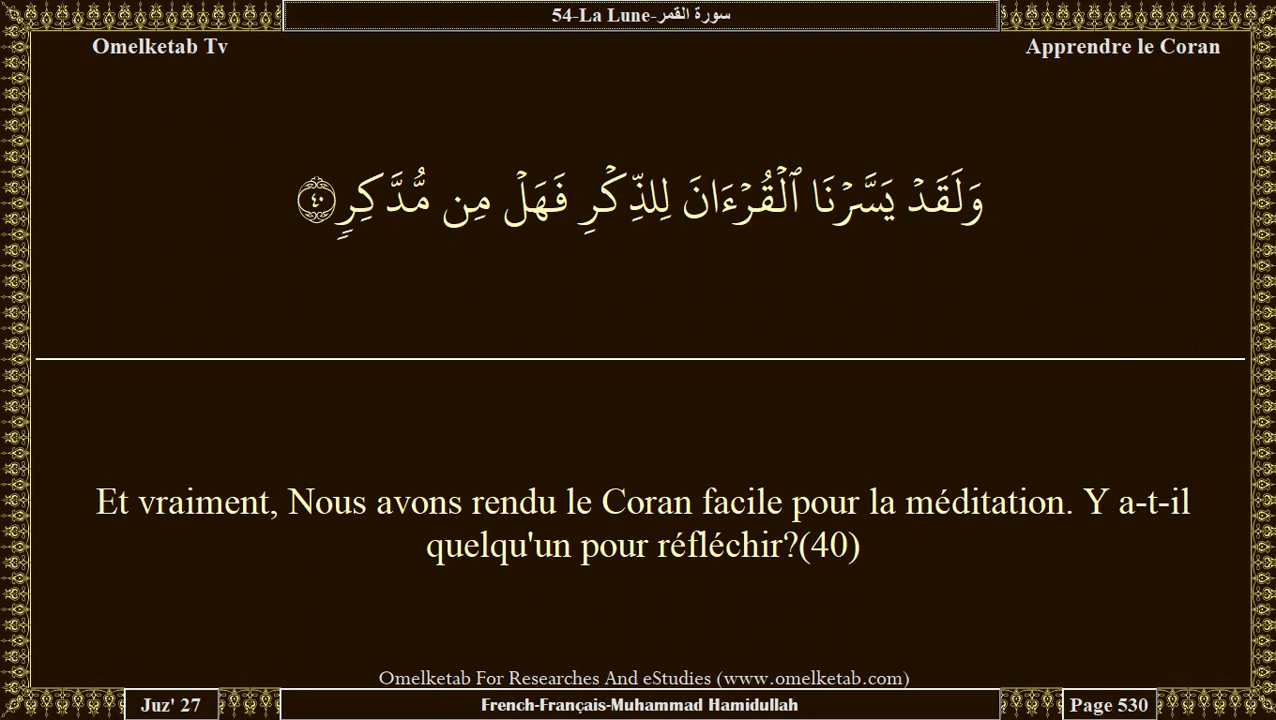 54-La Lune-سورة القمر
Omelketab Tv
Apprendre le Coran
وَلَقَدۡ يَسَّرۡنَا ٱلۡقُرۡءَانَ لِلذِّكۡرِ فَهَلۡ مِن مُّدَّكِرٖ ٤٠
Et vraiment, Nous avons rendu le Coran facile pour la méditation. Y a-t-il
quelqu'un pour réfléchir?(40)
Omelketab For Researches And eStudies (www.omelketab.com)
Juz' 27
French-Français-Muhammad Hamidullah
Page 530